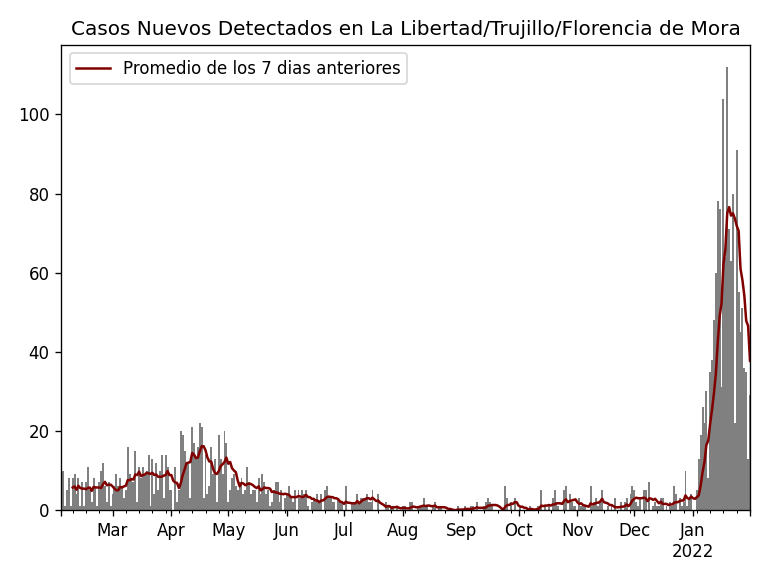 Casos Nuevos Detectados en La Libertad/Trujillo/Florencia de Mora
Promedio de los 7 dias anteriores
100
80
60
40
20
0
Mar Apr May Jun Jul Aug Sep Oct Nov Dec Jan
2022